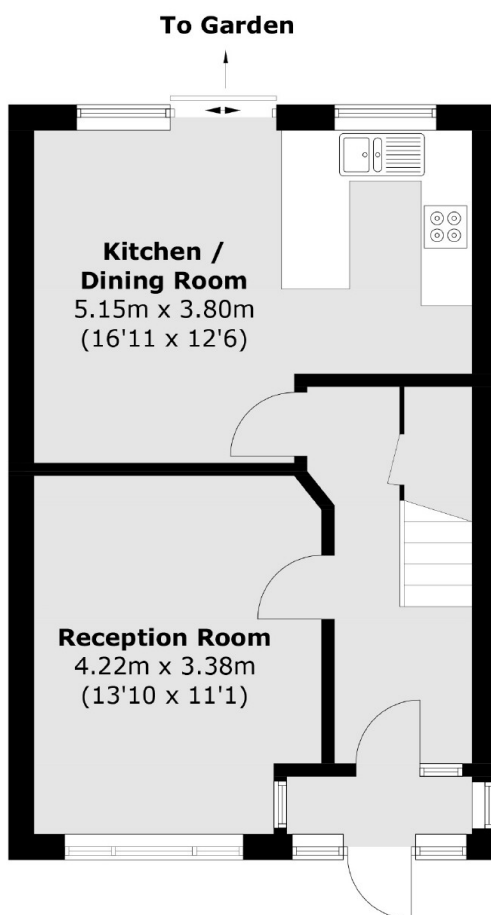 To Garden
Kitchen /
Dining Room
5.15m x 3.80m
(16'11 x 12'6)
Reception Room
4.22m x 3.38m
(13'10 x 11'1)